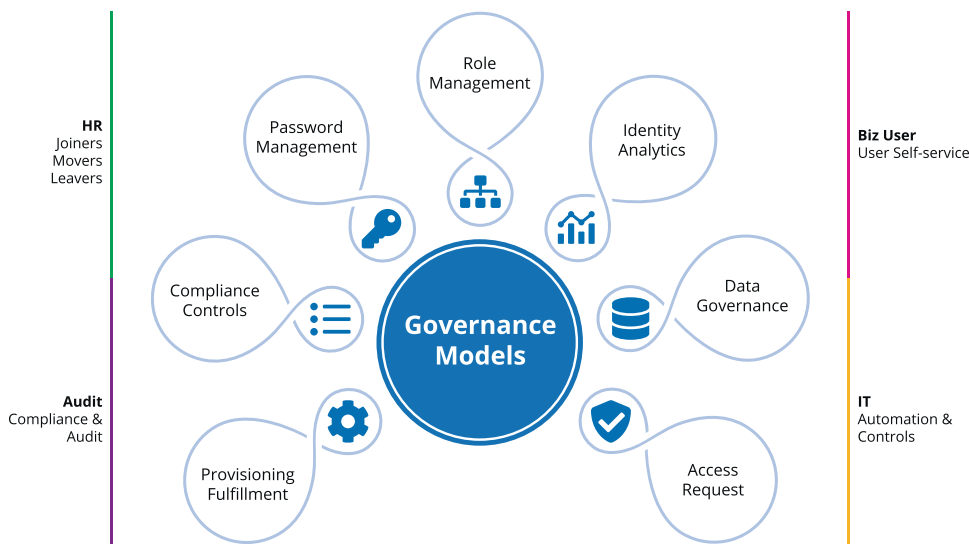 Role
Management
Password
Management
Identity
Analytics
HR
Joiners
Movers
Leavers
Biz User
User Self-service
Compliance
Controls
Data
Governance
Governance
Models
Audit
Compliance &
Audit
IT
Automation &
Controls
Provisioning
Fulfillment
Access
Request